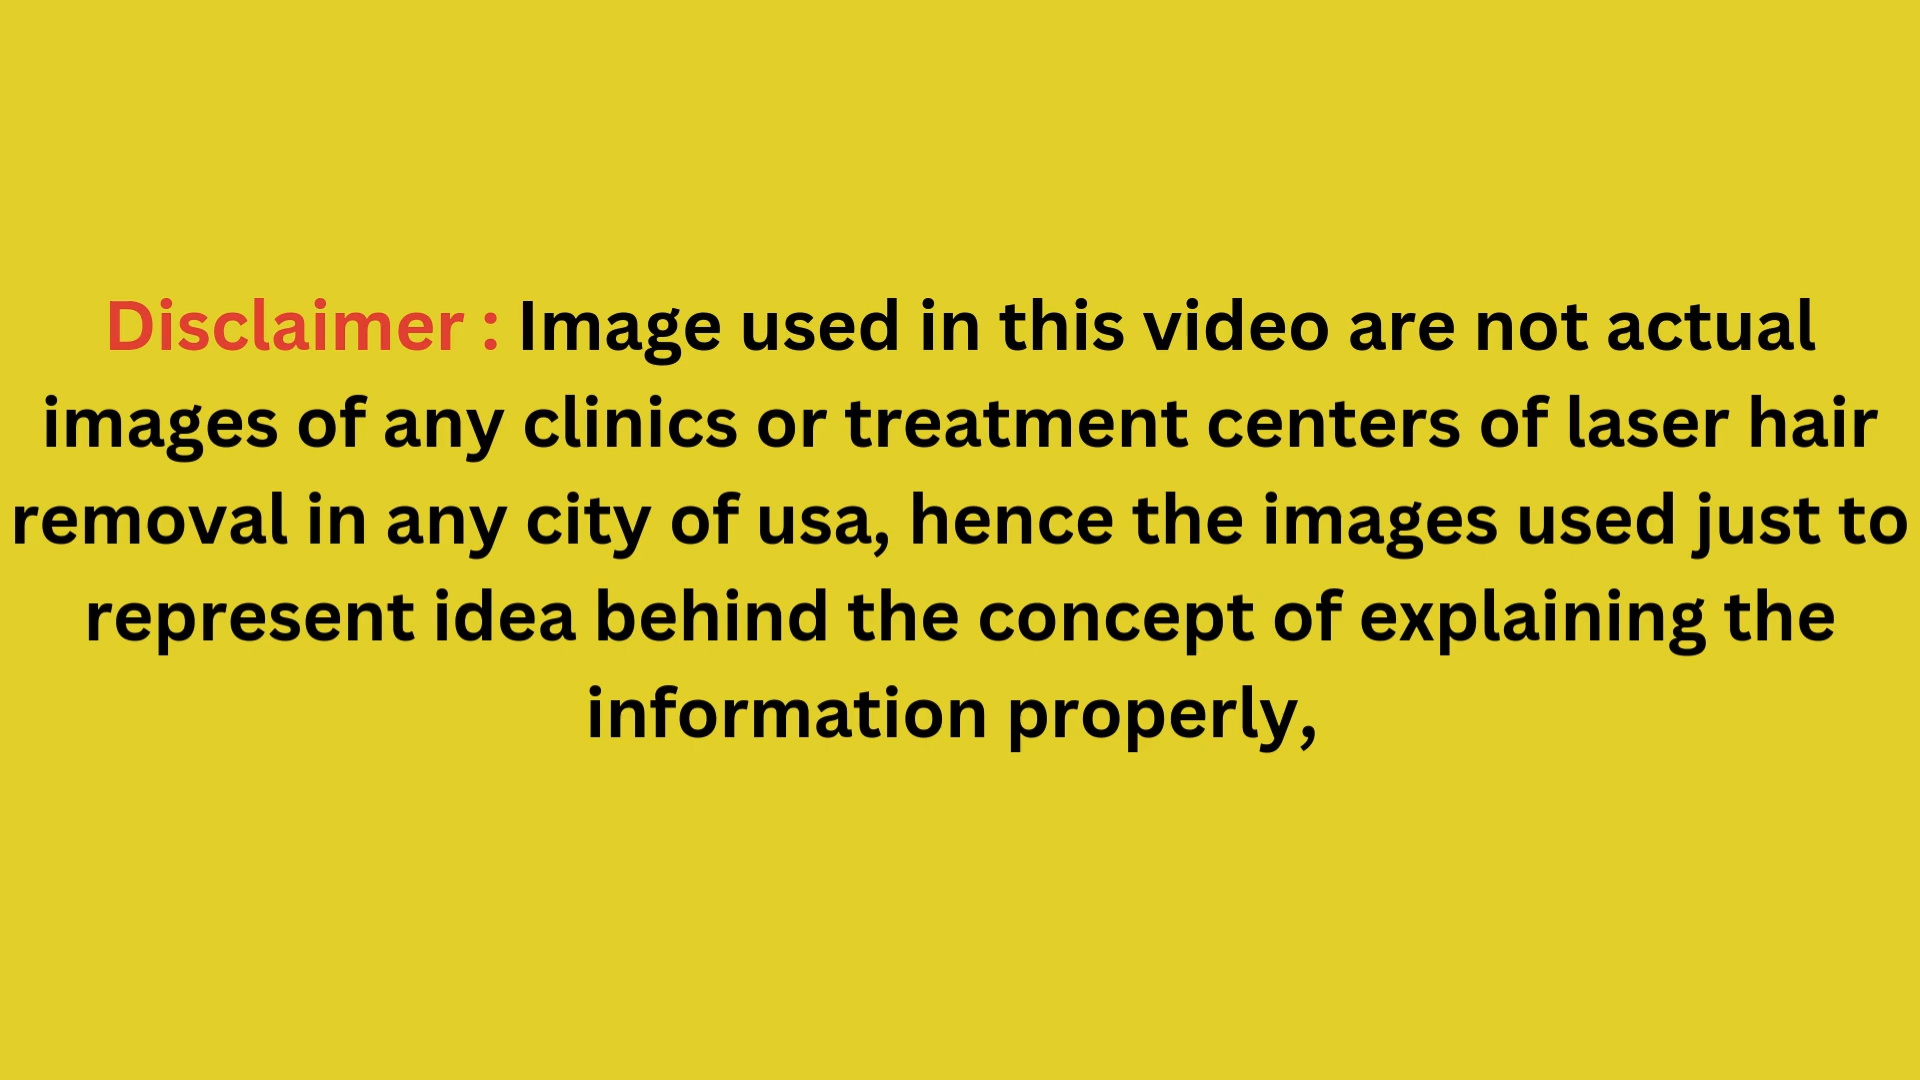 Disclaimer : Image used in this video are not actual
images of any clinics or treatment centers of laser hair
removal in any city of usa, hence the images used just to
represent idea behind the concept of explaining the
information properly,